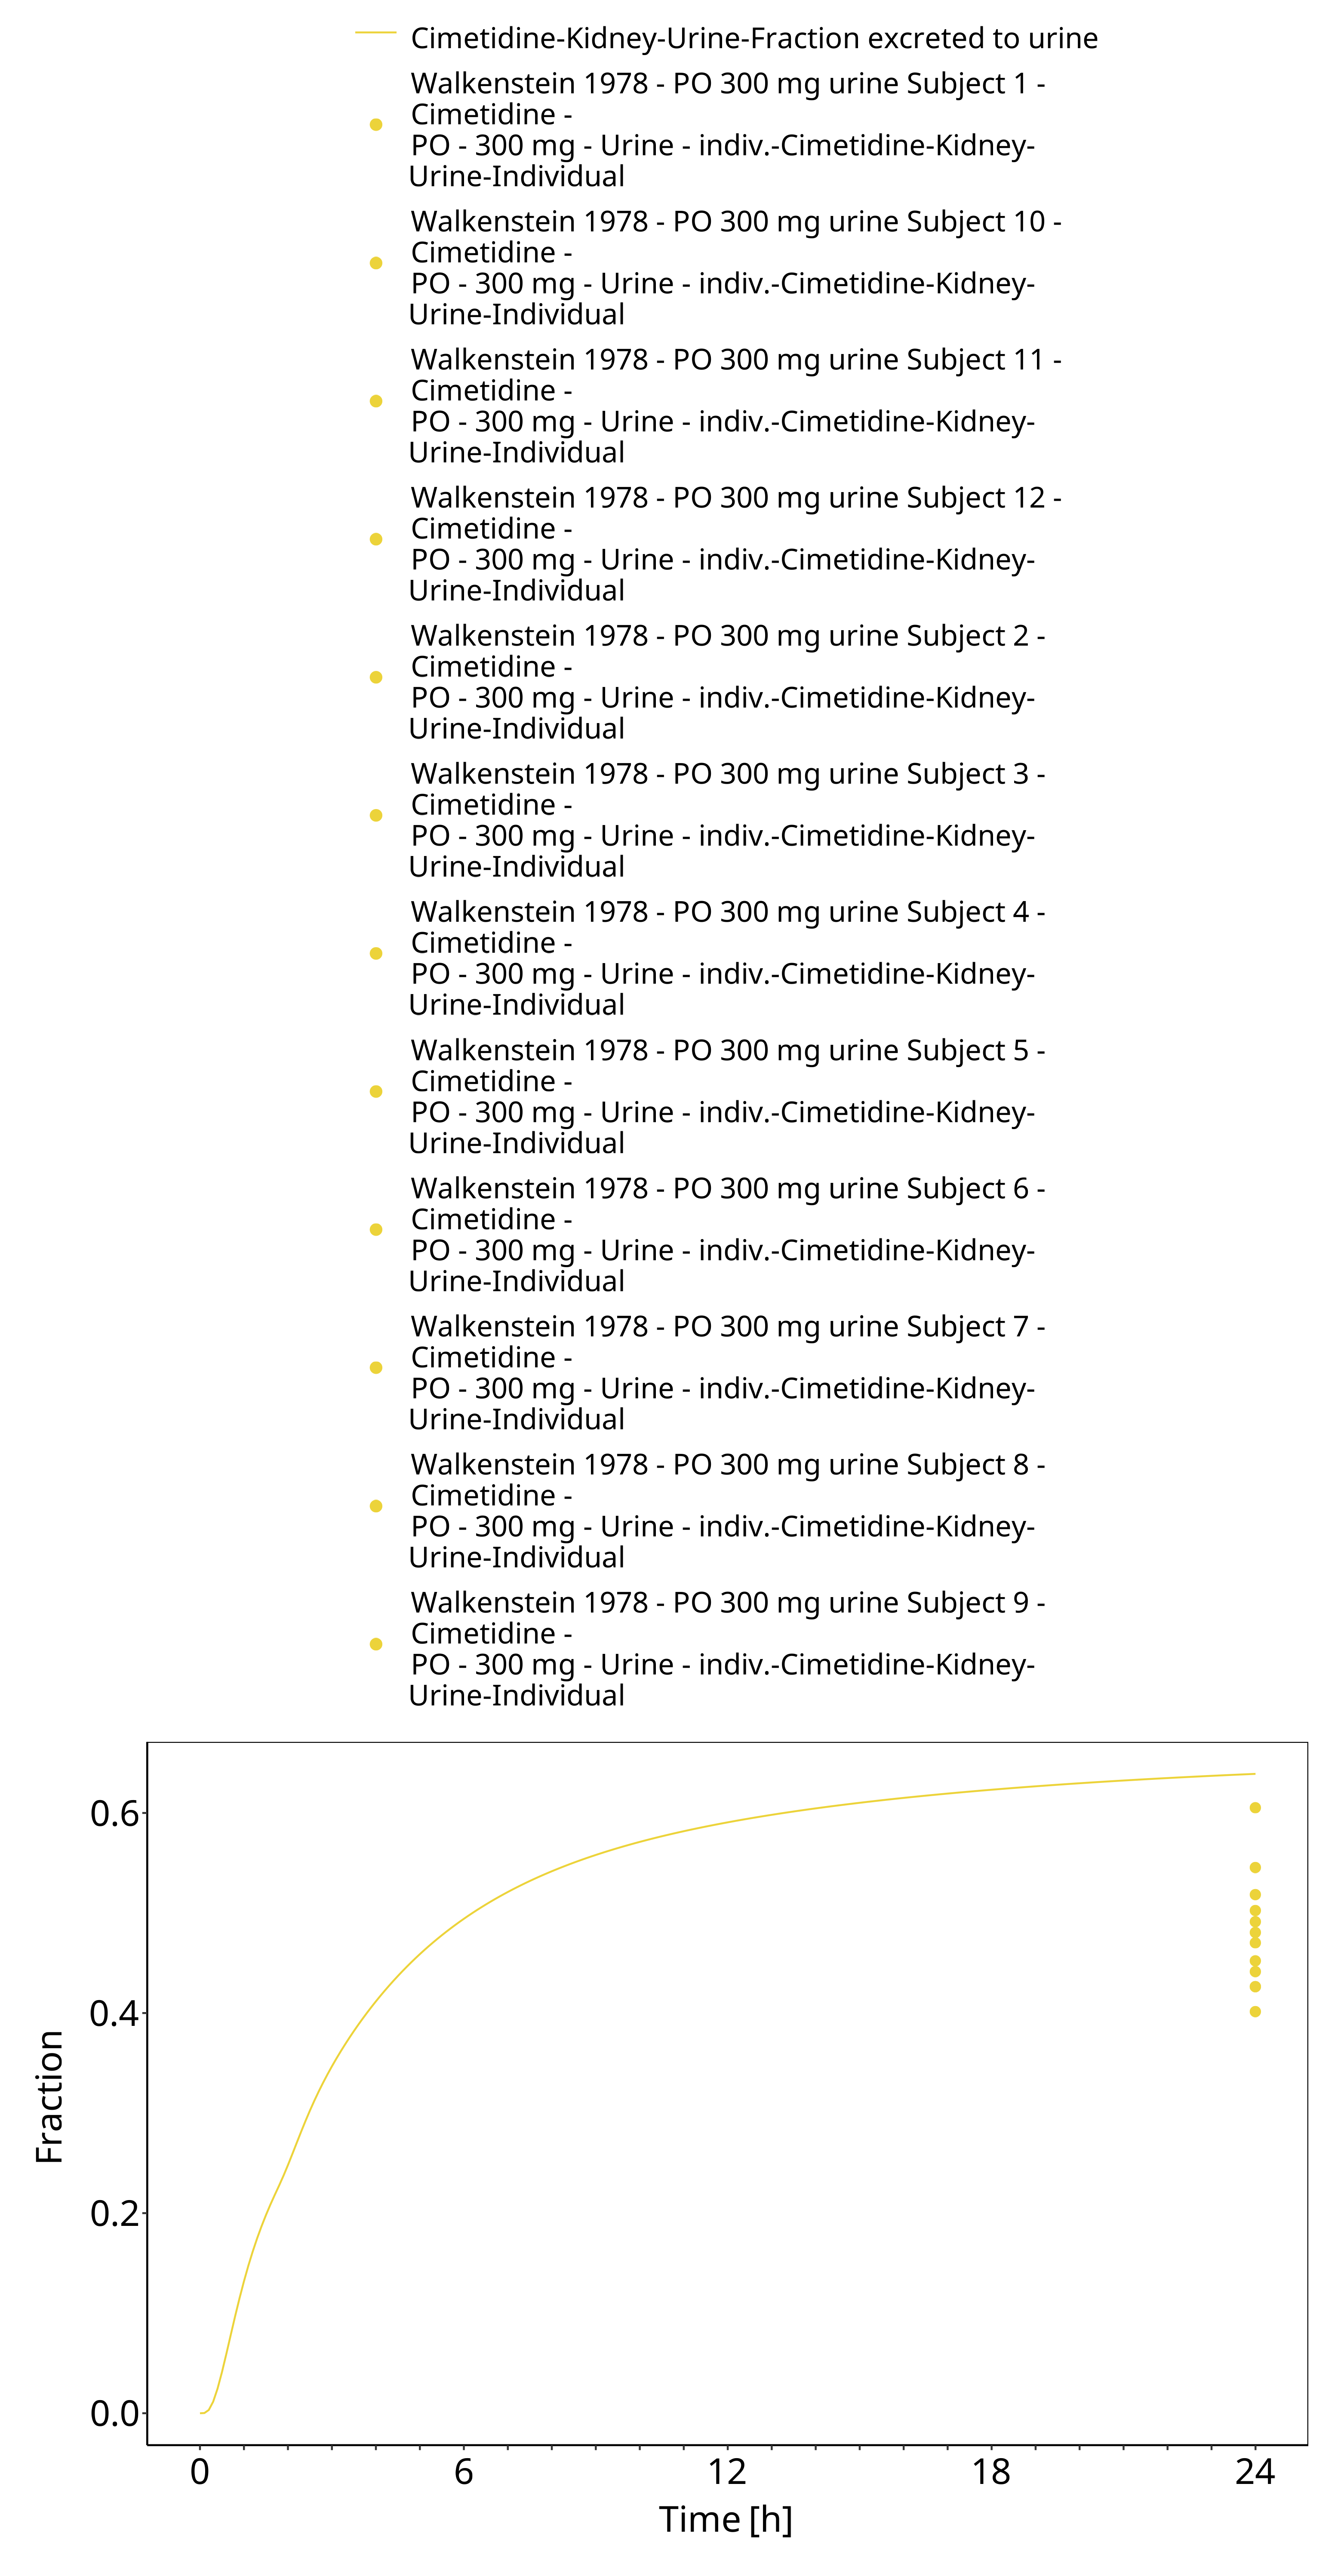 Cimetidine-Kidney-Urine-Fraction excreted to urine
Walkenstein 1978 - PO 300 mg urine Subject 1 -
Cimetidine -
PO - 300 mg - Urine - indiv.-Cimetidine-Kidney-
Urine-Individual
Walkenstein 1978 - PO 300 mg urine Subject 10 -
Cimetidine -
PO - 300 mg - Urine - indiv.-Cimetidine-Kidney-
Urine-Individual
Walkenstein 1978 - PO 300 mg urine Subject 11 -
Cimetidine -
PO - 300 mg - Urine - indiv.-Cimetidine-Kidney-
Urine-Individual
Walkenstein 1978 - PO 300 mg urine Subject 12 -
Cimetidine -
PO - 300 mg - Urine - indiv.-Cimetidine-Kidney-
Urine-Individual
Walkenstein 1978 - PO 300 mg urine Subject 2 -
Cimetidine -
PO - 300 mg - Urine - indiv.-Cimetidine-Kidney-
Urine-Individual
Walkenstein 1978 - PO 300 mg urine Subject 3 -
Cimetidine -
PO - 300 mg - Urine - indiv.-Cimetidine-Kidney-
Urine-Individual
Walkenstein 1978 - PO 300 mg urine Subject 4 -
Cimetidine -
PO - 300 mg - Urine - indiv.-Cimetidine-Kidney-
Urine-Individual
Walkenstein 1978 - PO 300 mg urine Subject 5 -
Cimetidine -
PO - 300 mg - Urine - indiv.-Cimetidine-Kidney-
Urine-Individual
Walkenstein 1978 - PO 300 mg urine Subject 6 -
Cimetidine -
PO - 300 mg - Urine - indiv.-Cimetidine-Kidney-
Urine-Individual
Walkenstein 1978 - PO 300 mg urine Subject 7 -
Cimetidine -
PO - 300 mg - Urine - indiv.-Cimetidine-Kidney-
Urine-Individual
Walkenstein 1978 - PO 300 mg urine Subject 8 -
Cimetidine -
PO - 300 mg - Urine - indiv.-Cimetidine-Kidney-
Urine-Individual
Walkenstein 1978 - PO 300 mg urine Subject 9 -
Cimetidine -
PO - 300 mg - Urine - indiv.-Cimetidine-Kidney-
Urine-Individual
0.6
0.4
0.2
0.0
Fraction
0 6 12 18 24
Time [h]